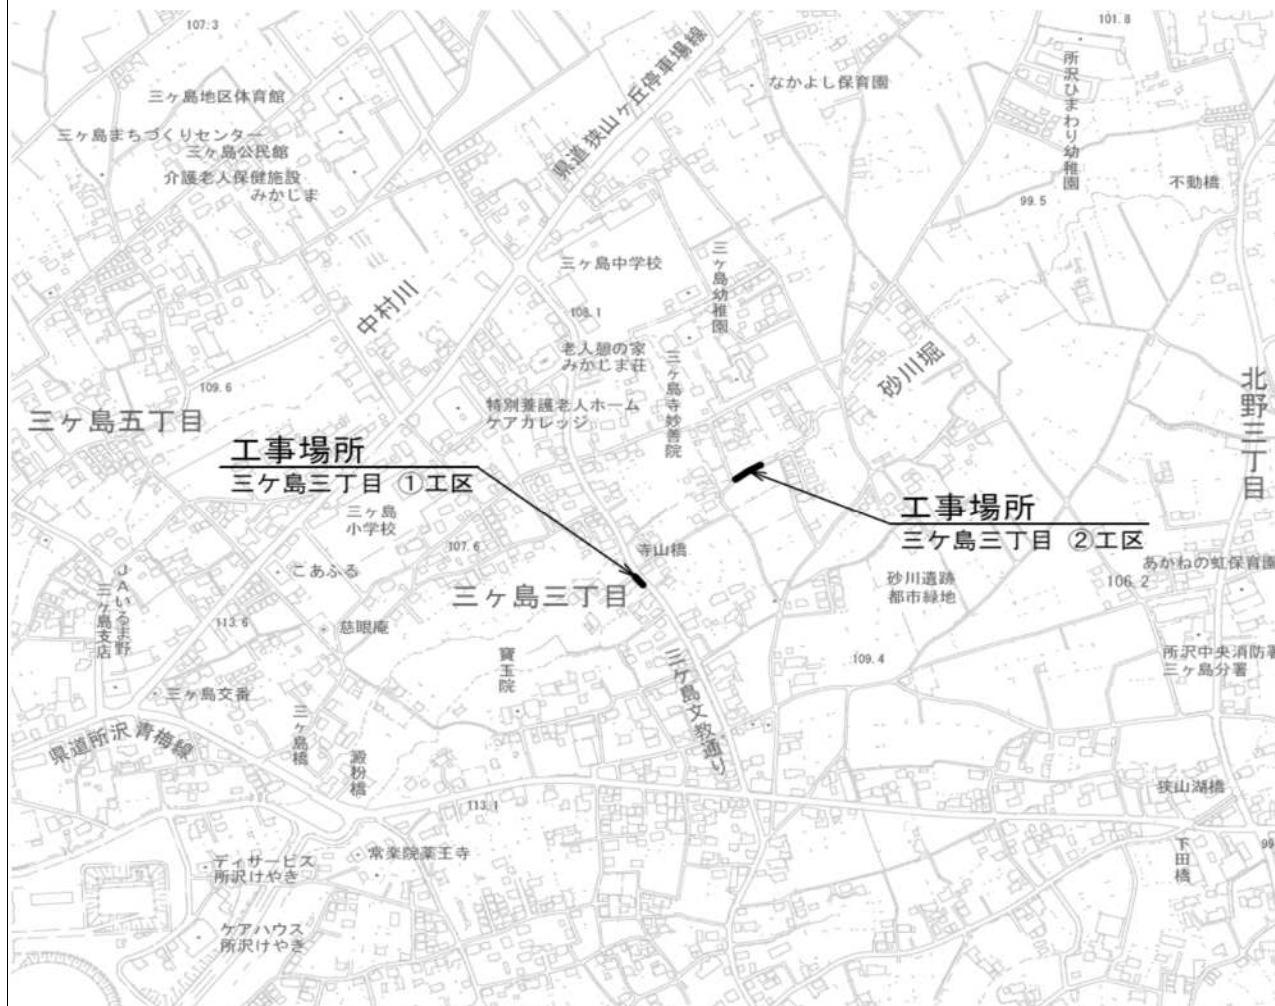 107.3
101.8
県道狭山ヶ丘停車場線
なかよし保育園
所沢ひまわり幼稚園
三ヶ島地区体育館
三ヶ島まちづくりセンター
三ヶ島公民館
介護老人保健施設
みかじま
不動橋
99.5
三ヶ島中学校
三ヶ島幼稚園
中村川
108.1
老人憩の家
みかじま荘
三ヶ島寺妙善院
砂川堀
北野三丁目
109.6
三ヶ島五丁目
特別養護老人ホーム
ケアカレッジ
工事場所
三ケ島三丁目 ①工区
工事場所
三ケ島三丁目 ②工区
三ヶ島
小学校
107.6
寺山橋
こあふる
三ヶ島三丁目
砂川遺跡
都市緑地
あかねの虹保育園
106.2
JAいるま野
三ヶ島支店
113.6
慈眼庵
寶玉院
三ケ島文教通り
109.4
所沢中央消防署
三ヶ島分署
三ヶ島交番
三ヶ島橋
県道所沢青梅線
澱粉橋
113.1
狭山湖橋
下田橋
99
常楽院薬王寺
ディサービス
所沢けやき
ケアハウス
所沢けやき